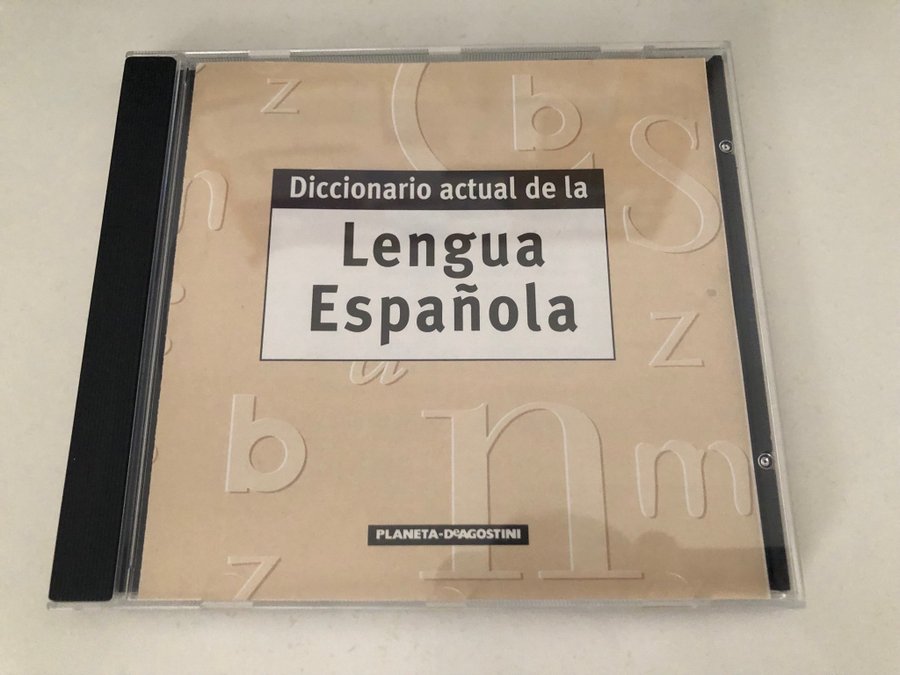 Diccionario actual de la
Lengua
Española
PLANETA-DeAGOSTINI